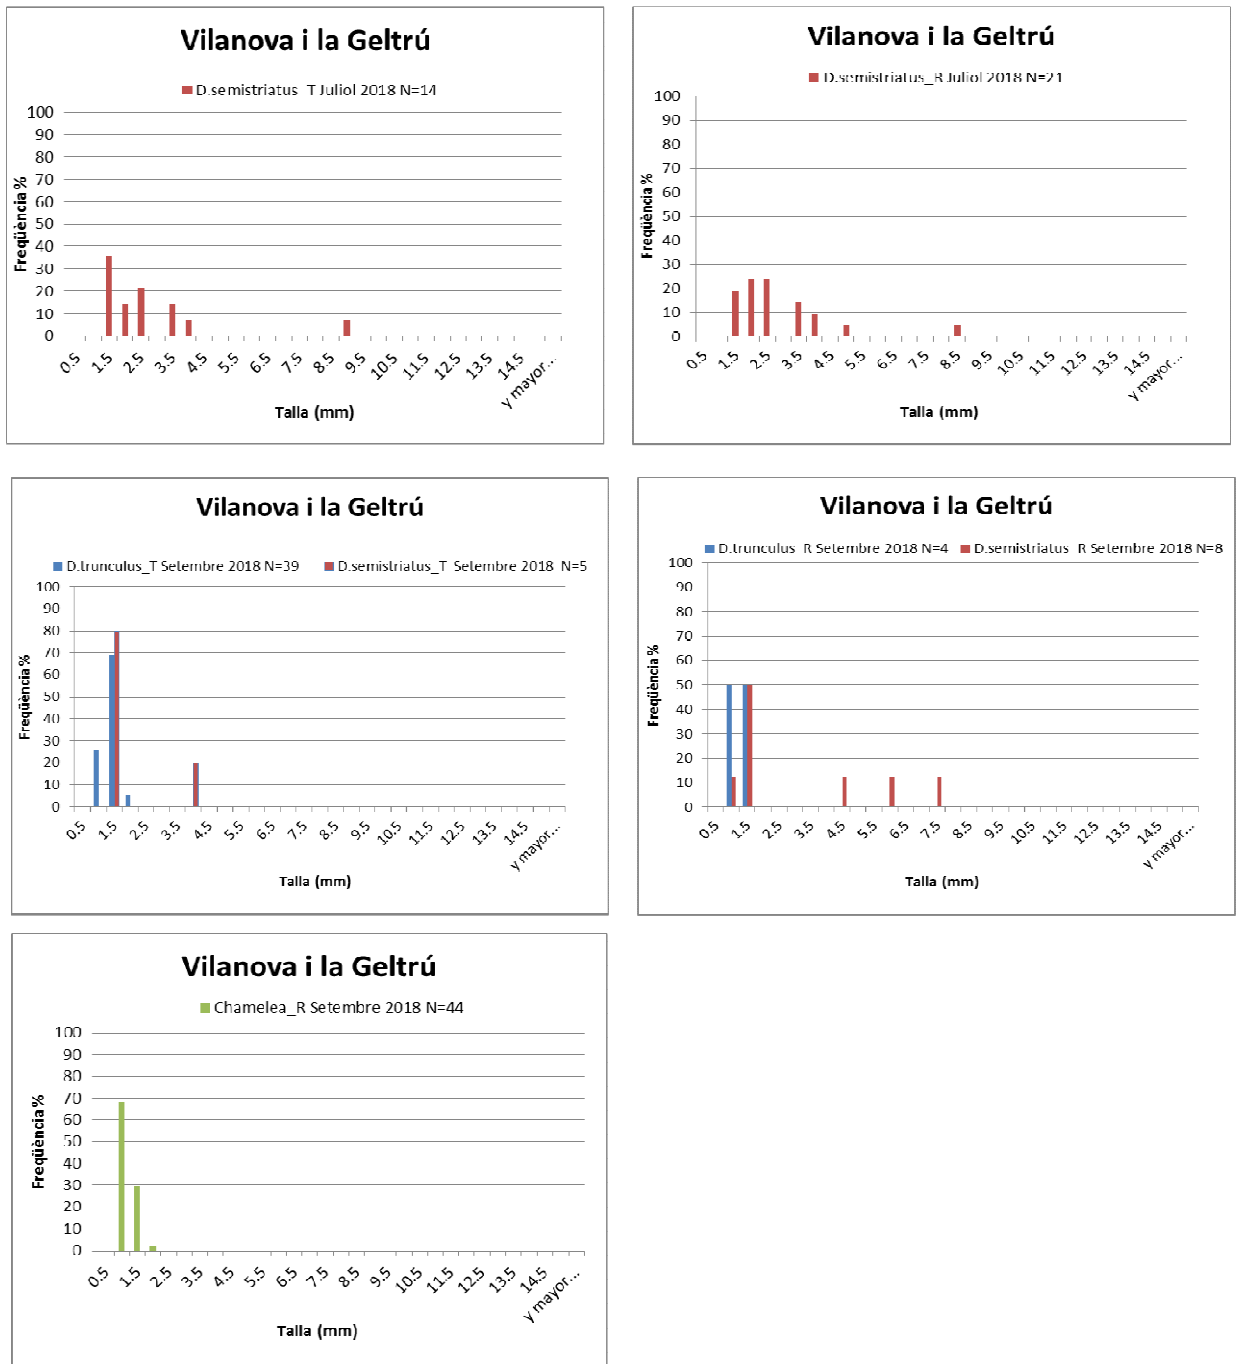 Vilanova i la Geltrú
D.semistriatus_T Juliol 2018 N=14
100
90
80
70
60
50
40
30
20
10
0
Freqüència %
0.5 1.5 2.5 3.5 4.5 5.5 6.5 7.5 8.5 9.5 10.5 11.5 12.5 13.5 14.5 y mayor...
Talla (mm)
Vilanova i la Geltrú
D.semistriatus_R Juliol 2018 N=21
100
90
80
70
60
50
40
30
20
10
0
Freqüència %
0.5 1.5 2.5 3.5 4.5 5.5 6.5 7.5 8.5 9.5 10.5 11.5 12.5 13.5 14.5 y mayor...
Talla (mm)
Vilanova i la Geltrú
D.trunculus_T Setembre 2018 N=39 D.semistriatus_T Setembre 2018 N=5
100
90
80
70
60
50
40
30
20
10
0
Freqüència %
0.5 1.5 2.5 3.5 4.5 5.5 6.5 7.5 8.5 9.5 10.5 11.5 12.5 13.5 14.5 y mayor...
Talla (mm)
Vilanova i la Geltrú
D.trunculus_R Setembre 2018 N=4 D.semistriatus_R Setembre 2018 N=8
100
90
80
70
60
50
40
30
20
10
0
Freqüència %
0.5 1.5 2.5 3.5 4.5 5.5 6.5 7.5 8.5 9.5 10.5 11.5 12.5 13.5 14.5 y mayor...
Talla (mm)
Vilanova i la Geltrú
Chamelea_R Setembre 2018 N=44
100
90
80
70
60
50
40
30
20
10
0
Freqüència %
0.5 1.5 2.5 3.5 4.5 5.5 6.5 7.5 8.5 9.5 10.5 11.5 12.5 13.5 14.5 y mayor...
Talla (mm)